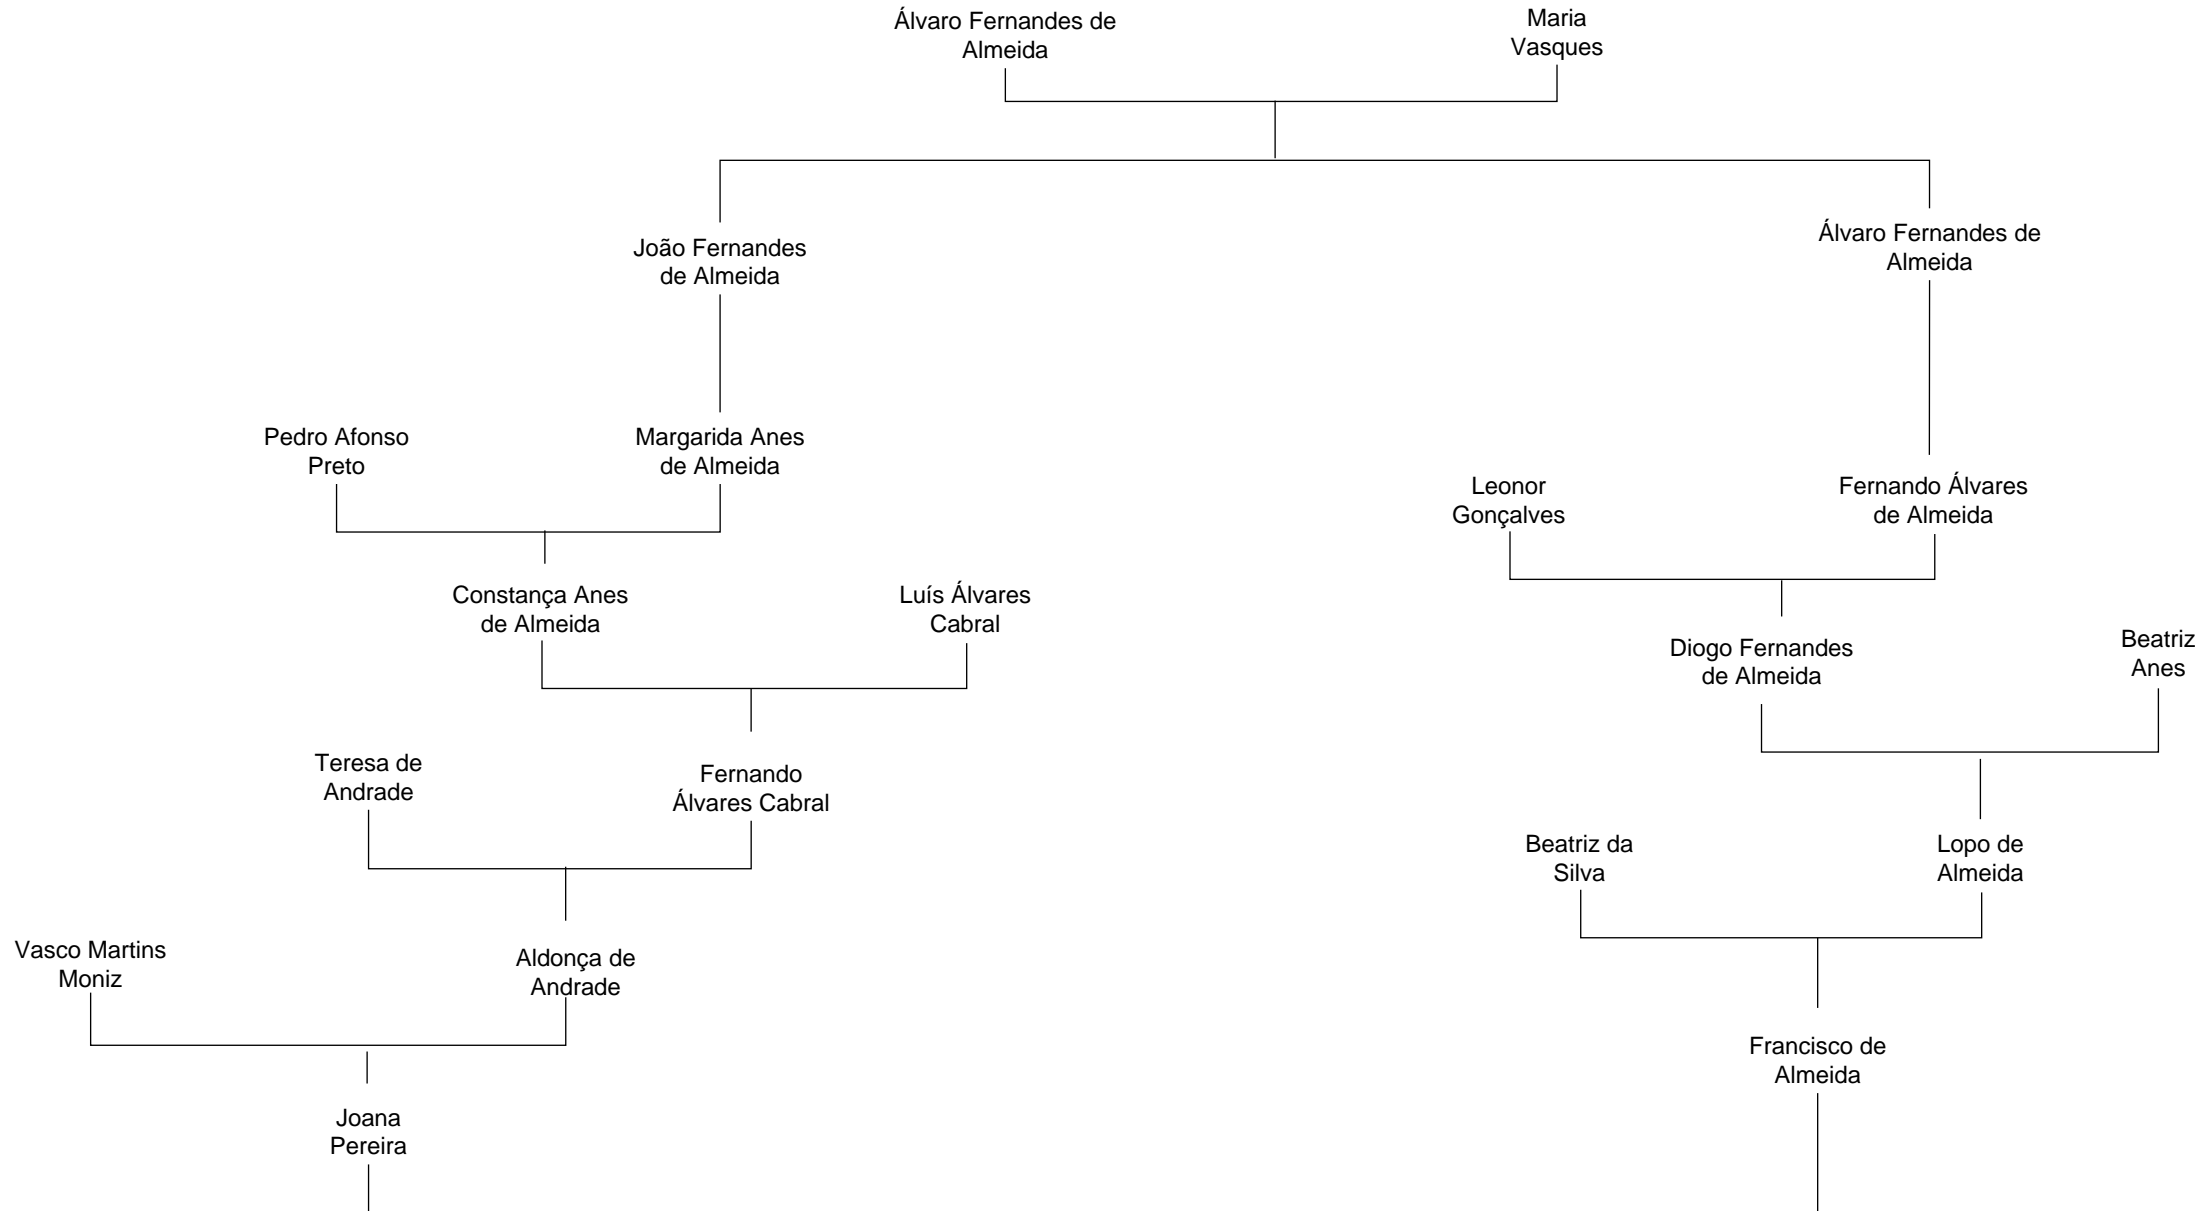 Álvaro Fernandes de
Almeida
Maria
Vasques
João Fernandes
de Almeida
Álvaro Fernandes de
Almeida
Pedro Afonso
Preto
Margarida Anes
de Almeida
Leonor
Gonçalves
Fernando Álvares
de Almeida
Constança Anes
de Almeida
Luís Álvares
Cabral
Diogo Fernandes
de Almeida
Beatriz
Anes
Teresa de
Andrade
Fernando
Álvares Cabral
Beatriz da
Silva
Lopo de
Almeida
Vasco Martins
Moniz
Aldonça de
Andrade
Francisco de
Almeida
Joana
Pereira